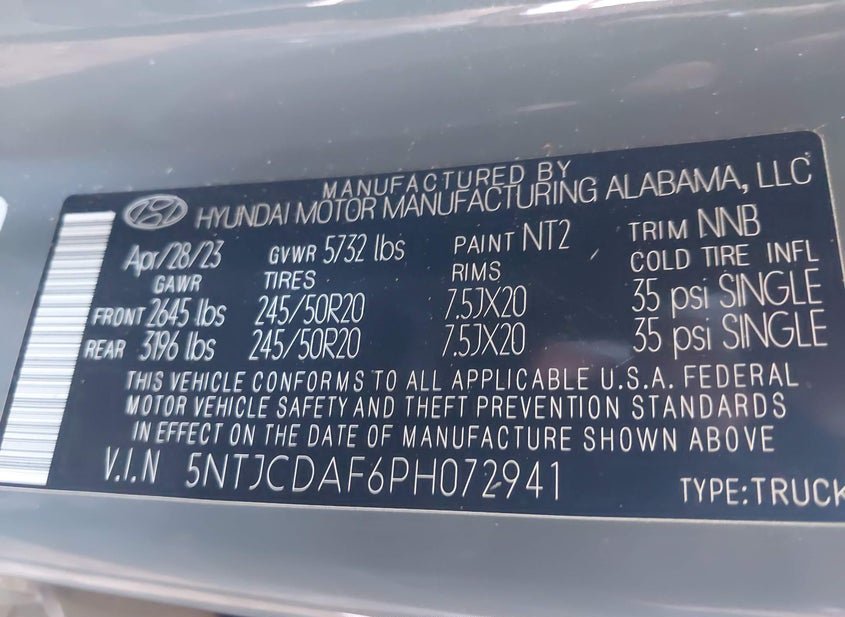 MANUFACTURED BY
HYUNDAI MOTOR MANUFACTURING ALABAMA, LLC
Apr/28/23 GVWR 5732 lbs PAINT NT2 TRIM NNB
GAWR TIRES RIMS COLD TIRE INFL
FRONT 2645 lbs 245/50R20 7.5JX20 35 psi SINGLE
REAR 3196 lbs 245/50R20 7.5JX20 35 psi SINGLE
THIS VEHICLE CONFORMS TO ALL APPLICABLE U.S.A. FEDERAL
MOTOR VEHICLE SAFETY AND THEFT PREVENTION STANDARDS
IN EFFECT ON THE DATE OF MANUFACTURE SHOWN ABOVE
V.I.N 5NTJCDAF6PH072941 TYPE:TRUCK